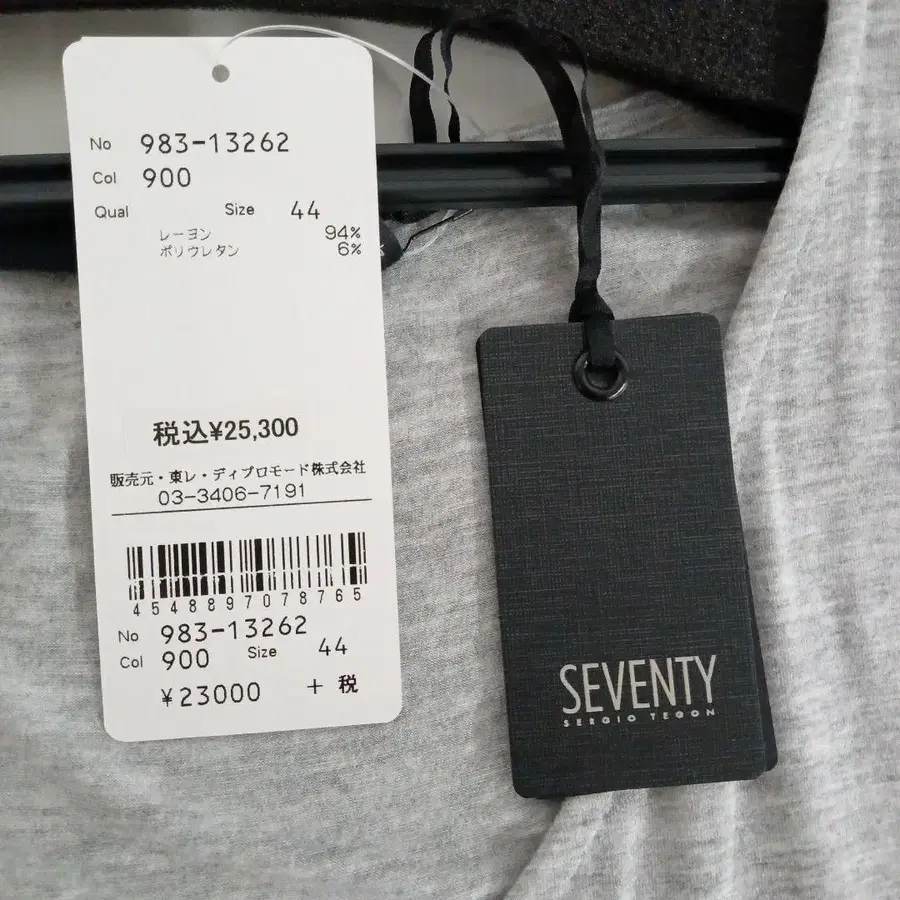 No 983-13262
Col 900
Qual Size 44
レーヨン 94%
ポリウレタン 6%
税込¥25,300
販売元・東レ・ディプロモード株式会社
03-3406-7191
4548897078765
No 983-13262
Col 900 Size 44
¥23000 + 税
SEVENTY
SERGIO TEGON